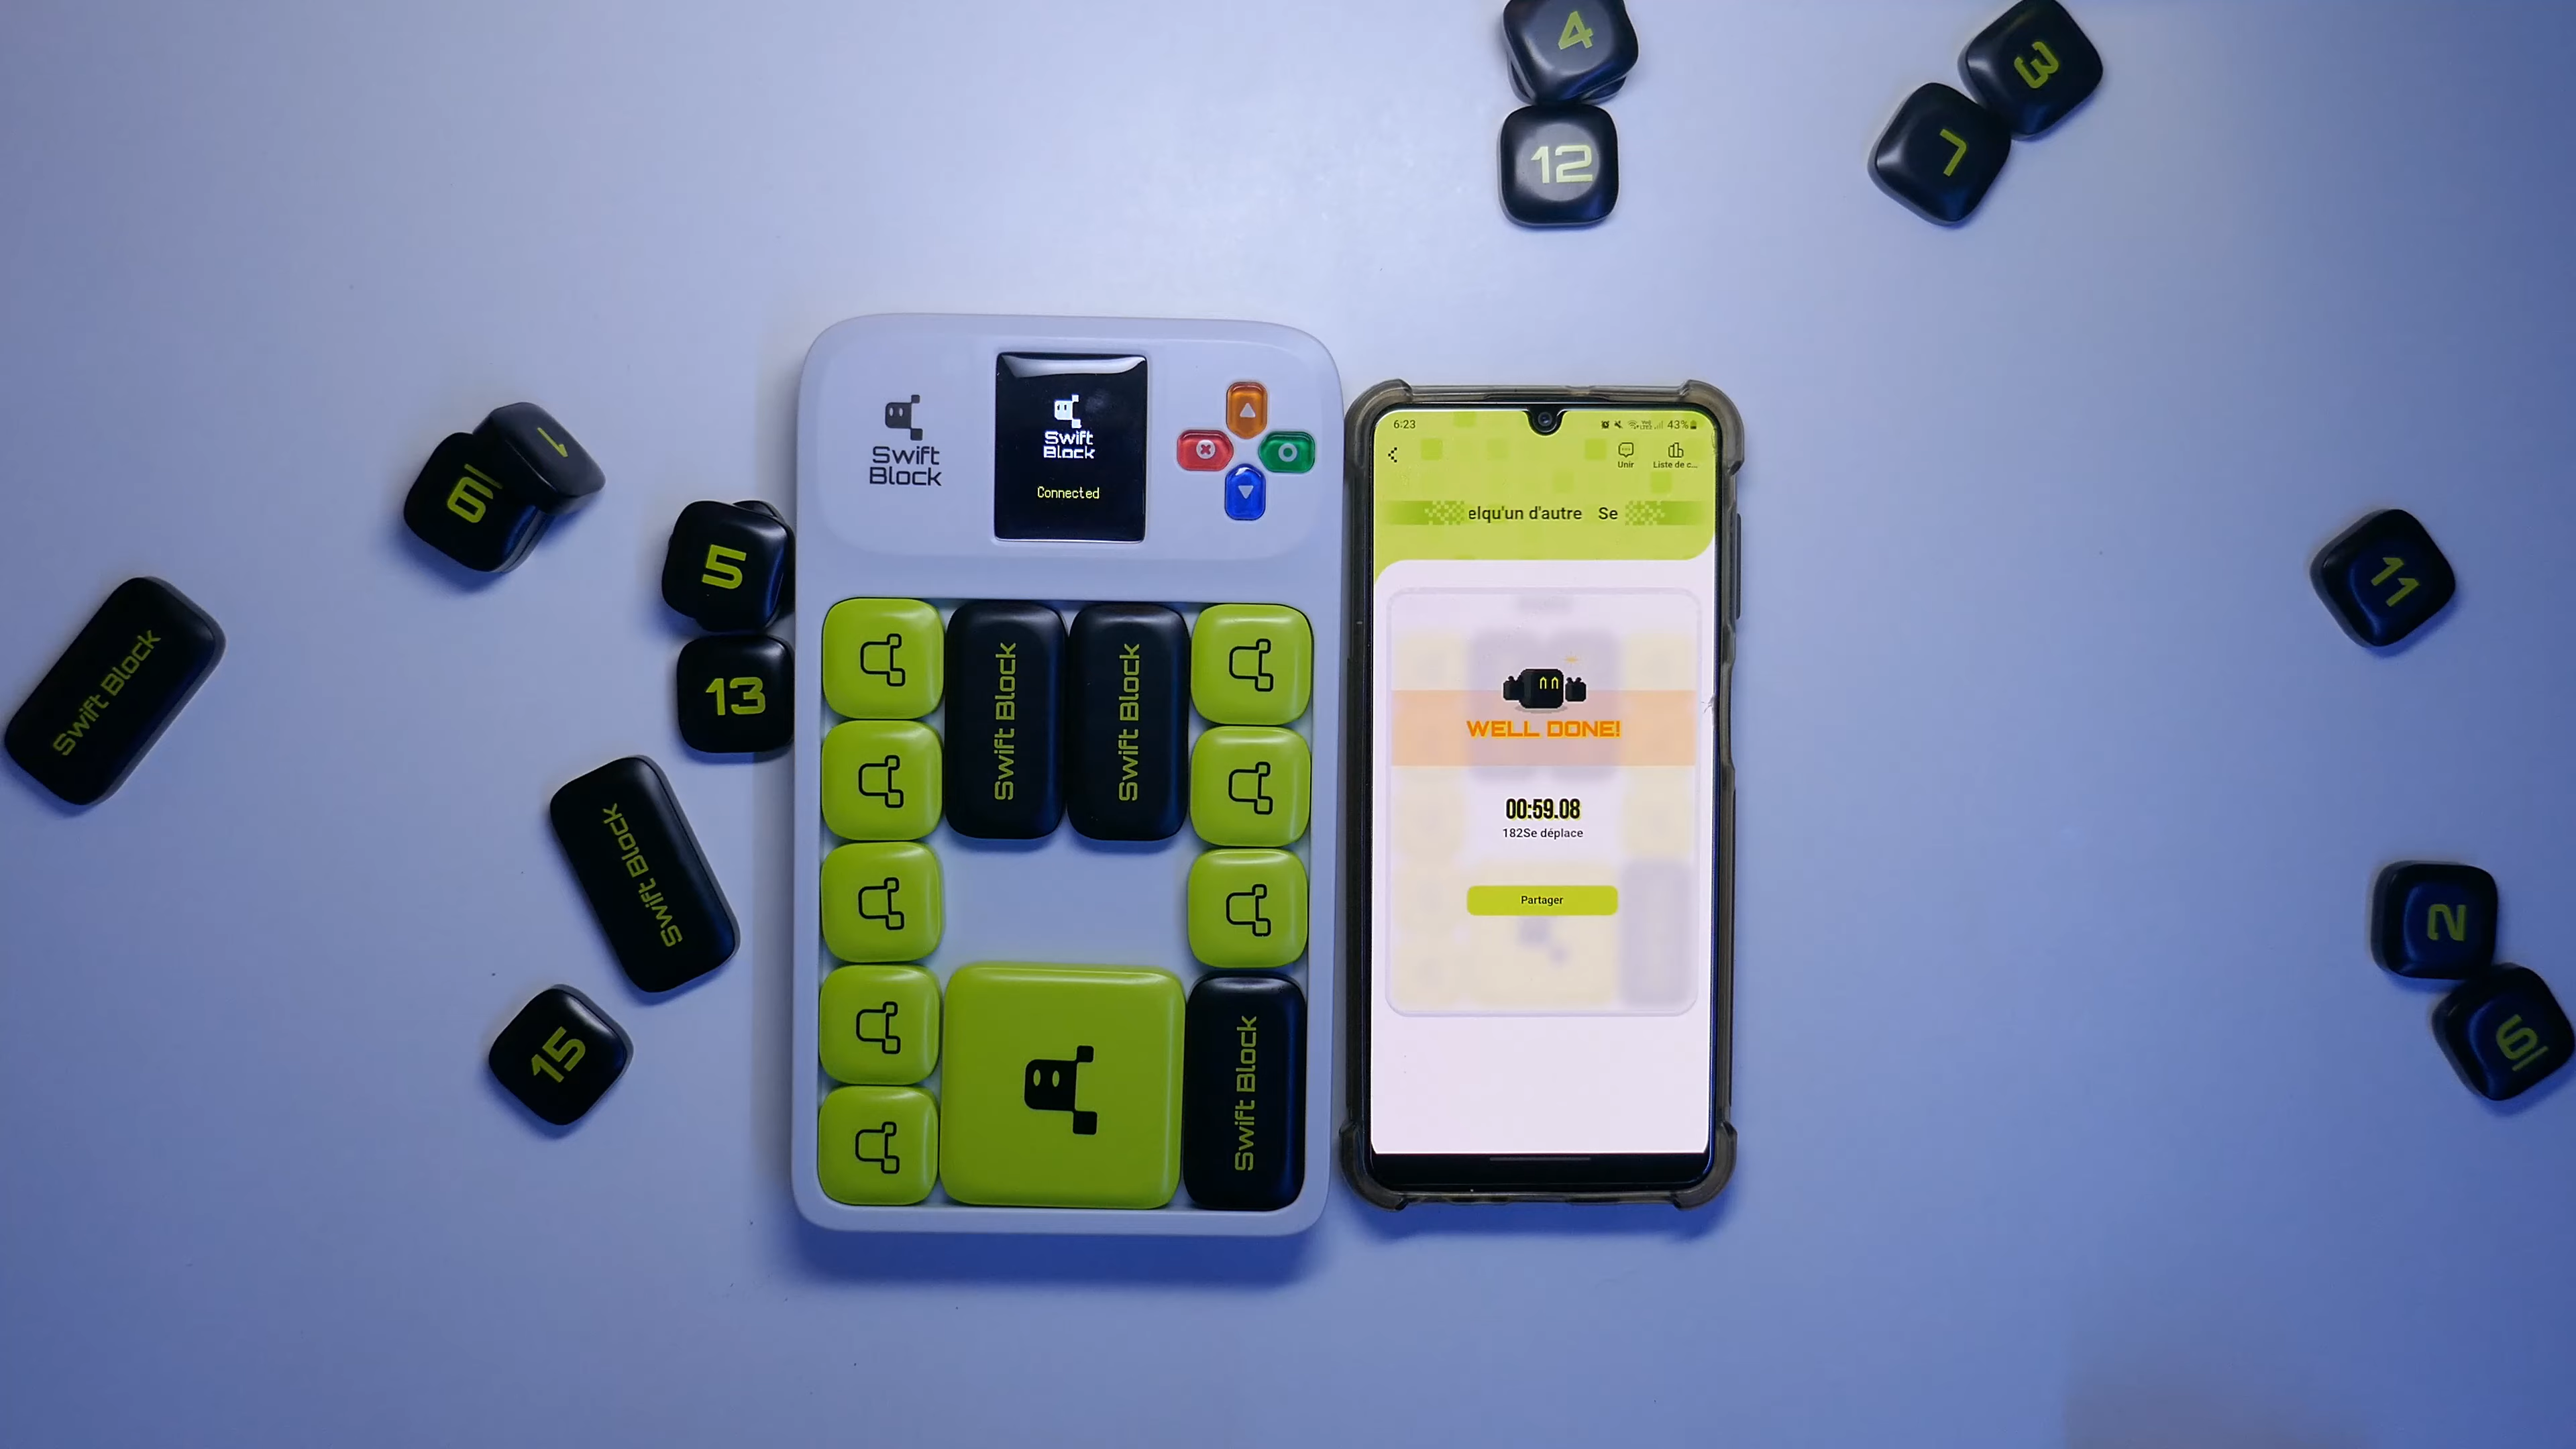 4
3
12
7
1
6
5
13
Swift Block
Swift Block
15
Swift
Block
Swift
Block
Connected
Swift Block
Swift Block
Swift Block
6:23
43%
Unir
Liste de c...
elqu'un d'autre Se
WELL DONE!
00:59.08
182Se déplace
Partager
11
2
6